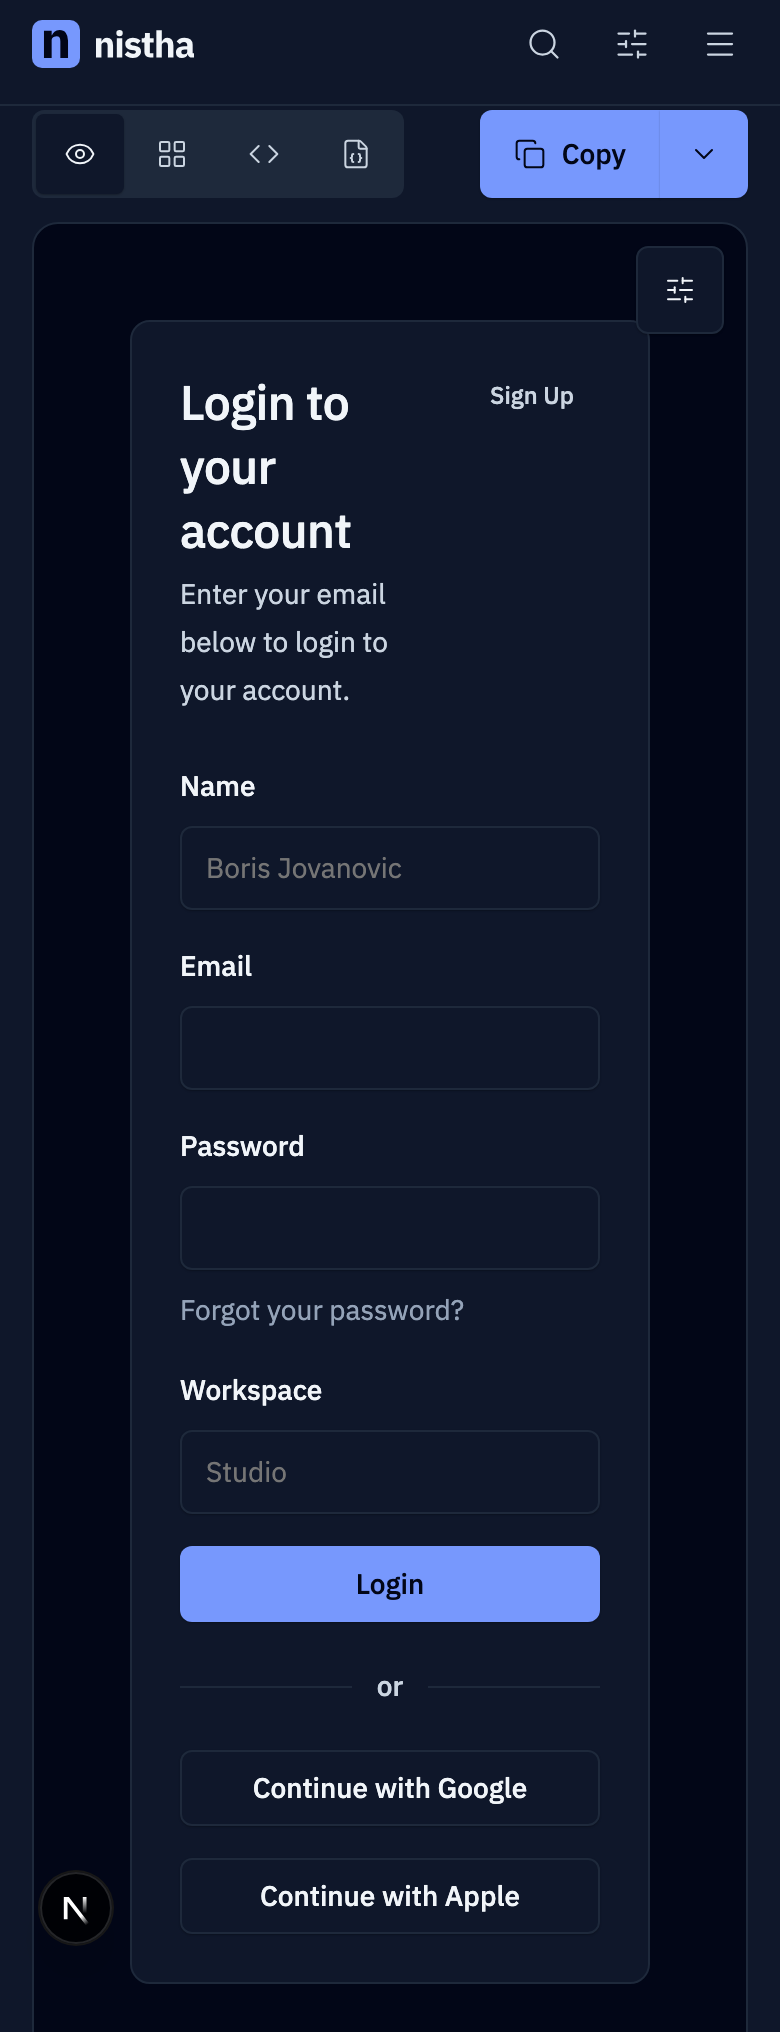 n nistha
Copy
Login to
your
account
Sign Up
Enter your email
below to login to
your account.
Name
Boris Jovanovic
Email
Password
Forgot your password?
Workspace
Studio
Login
or
Continue with Google
Continue with Apple
N